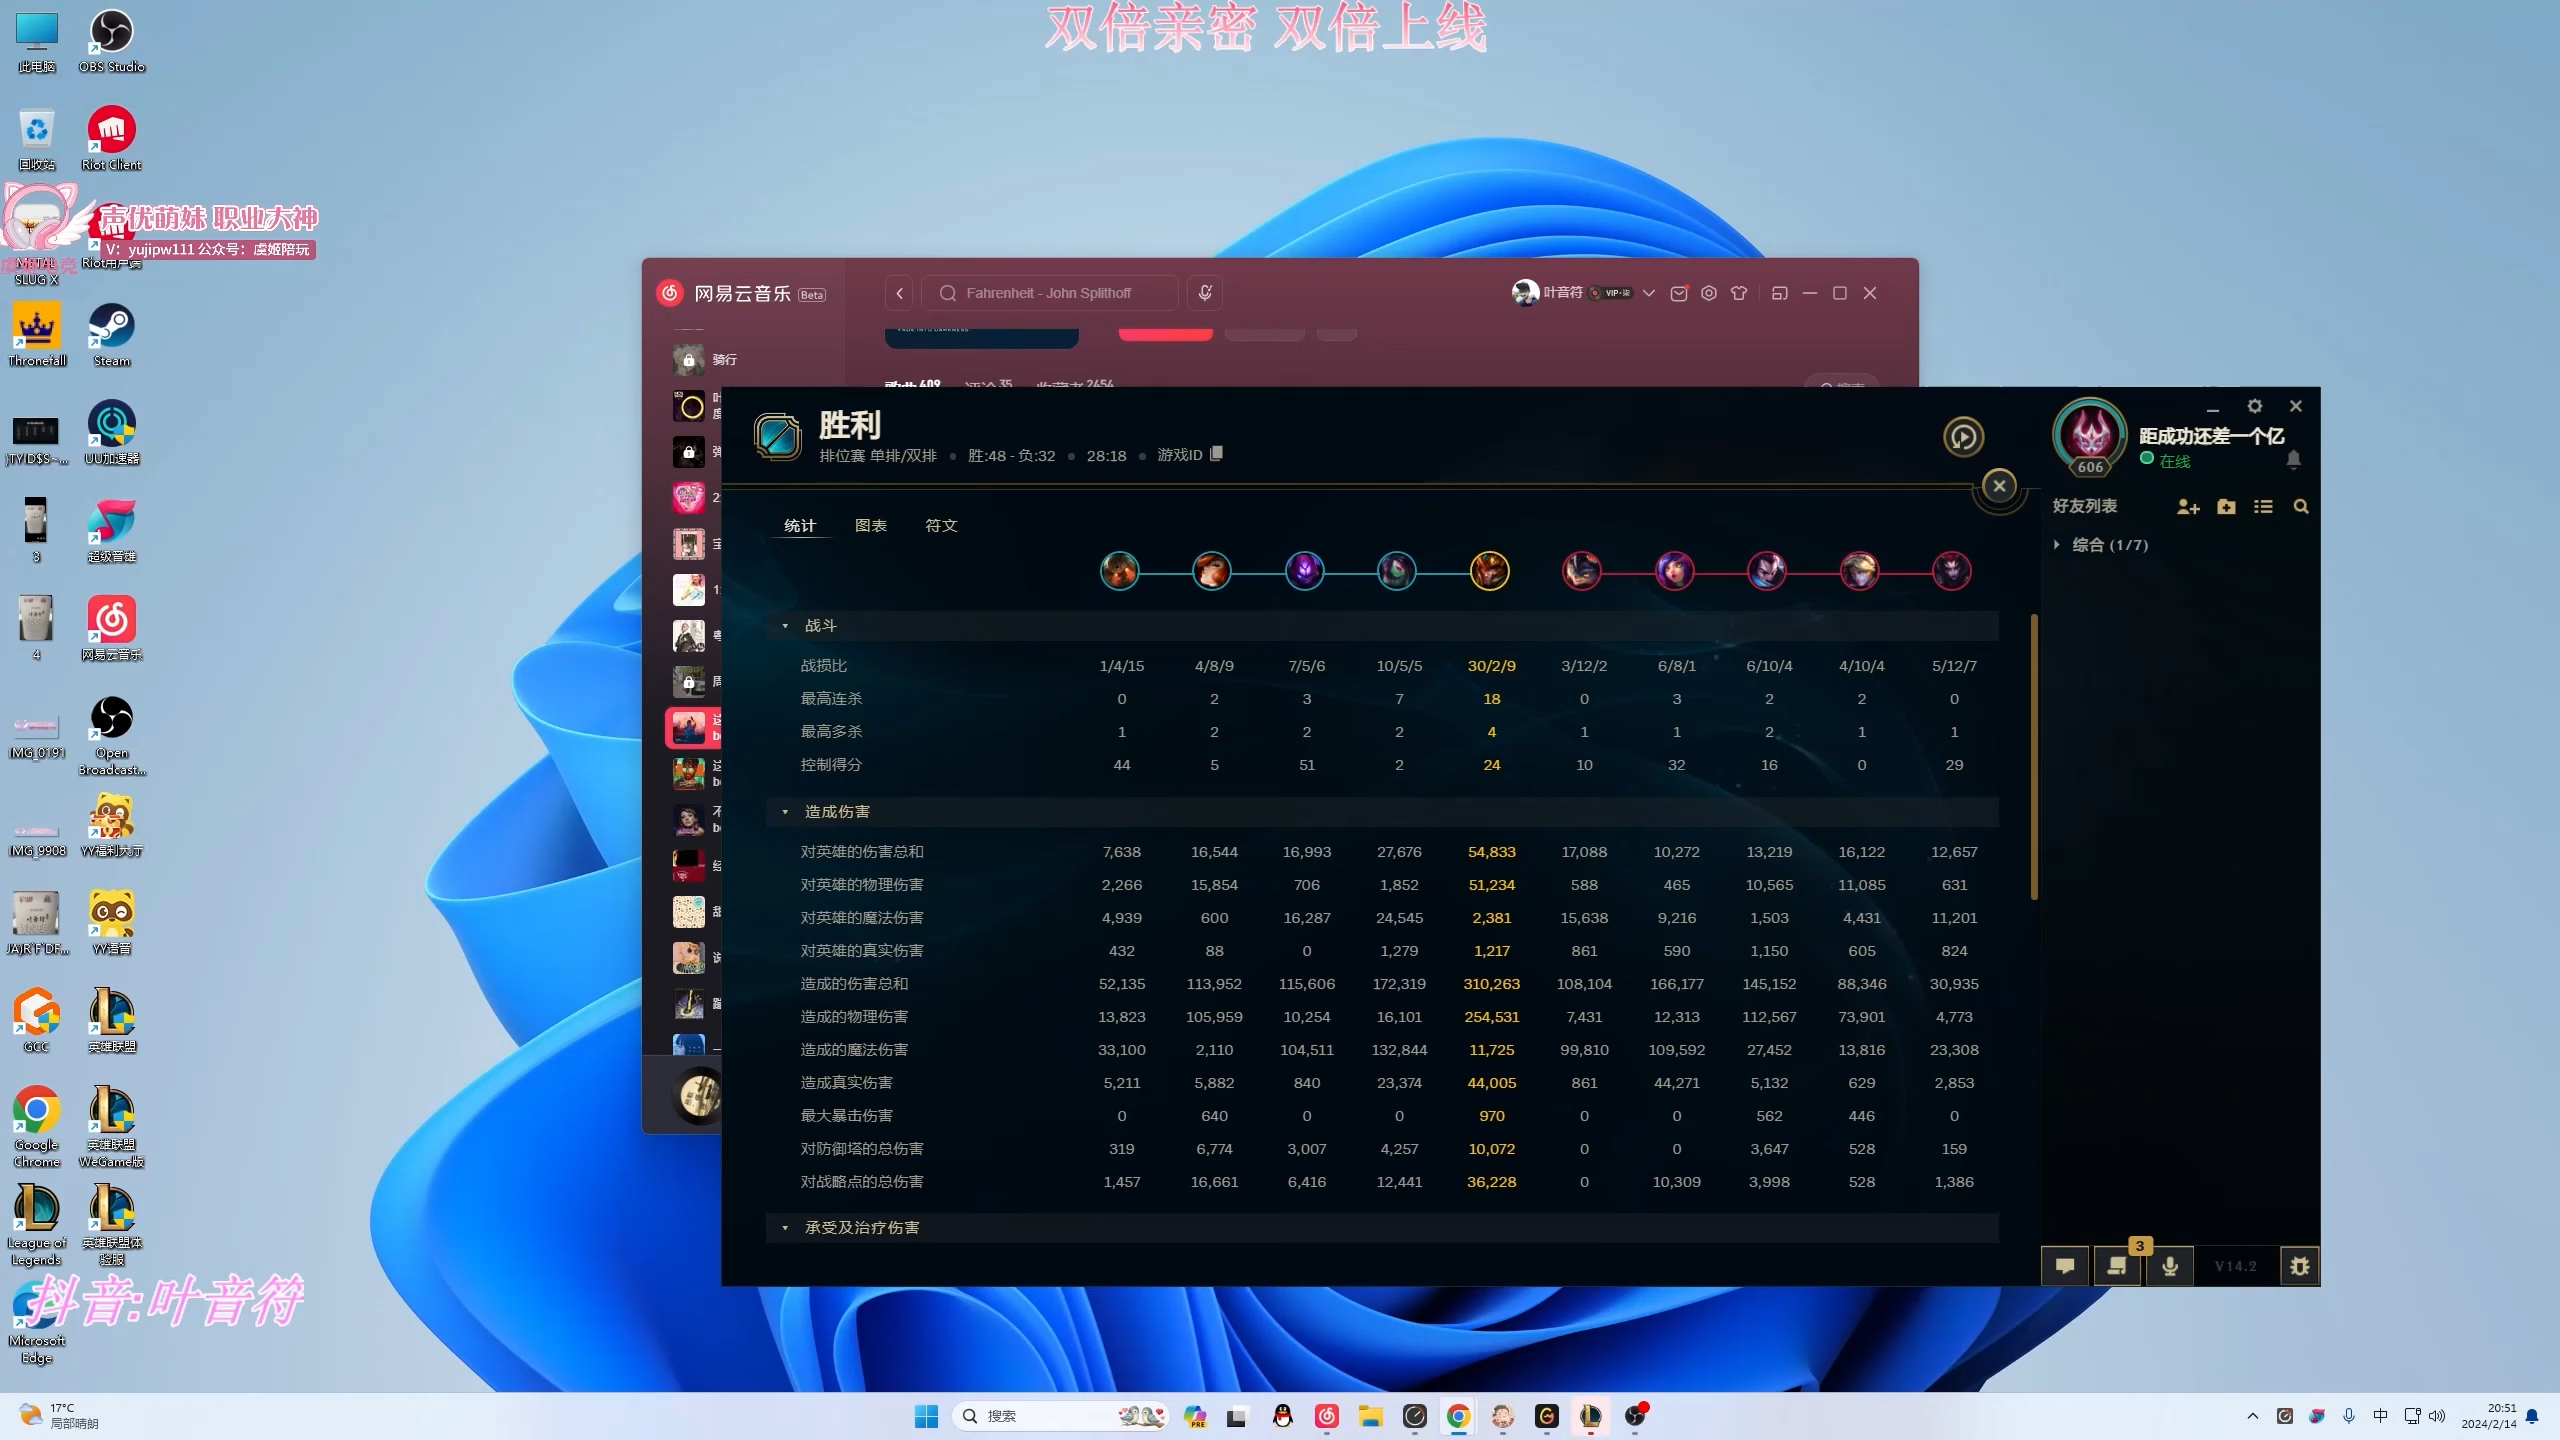 双倍亲密 双倍上线
此电脑
OBS Studio
回收站
Riot Client
声优萌妹 职业大神
V：yujipw111 公众号：虞姬陪玩
SLUG X
Riot用户端
Thronefall
Steam
)TYID$S~...
UU加速器
3
超级音雄
4
网易云音乐
IMG_0191
Open Broadcast...
IMG_9908
YY福利大厅
YY语音
GCC
英雄联盟
Google Chrome
英雄联盟WeGame版
League of Legends
英雄联盟体验服
抖音:叶音符
Microsoft Edge
网易云音乐 Beta
Fahrenheit - John Splithoff
叶音符
VIP·柒
骑行
歌曲 409
评论 35
收藏者 2454
胜利
排位赛 单排/双排 • 胜:48 - 负:32 • 28:18 • 游戏ID
统计 图表 符文
战斗
战损比 1/4/15 4/8/9 7/5/6 10/5/5 30/2/9 3/12/2 6/8/1 6/10/4 4/10/4 5/12/7
最高连杀 0 2 3 7 18 0 3 2 2 0
最高多杀 1 2 2 2 4 1 1 2 1 1
控制得分 44 5 51 2 24 10 32 16 0 29
造成伤害
对英雄的伤害总和 7,638 16,544 16,993 27,676 54,833 17,088 10,272 13,219 16,122 12,657
对英雄的物理伤害 2,266 15,854 706 1,852 51,234 588 465 10,565 11,085 631
对英雄的魔法伤害 4,939 600 16,287 24,545 2,381 15,638 9,216 1,503 4,431 11,201
对英雄的真实伤害 432 88 0 1,279 1,217 861 590 1,150 605 824
造成的伤害总和 52,135 113,952 115,606 172,319 310,263 108,104 166,177 145,152 88,346 30,935
造成的物理伤害 13,823 105,959 10,254 16,101 254,531 7,431 12,313 112,567 73,901 4,773
造成的魔法伤害 33,100 2,110 104,511 132,844 11,725 99,810 109,592 27,452 13,816 23,308
造成真实伤害 5,211 5,882 840 23,374 44,005 861 44,271 5,132 629 2,853
最大暴击伤害 0 640 0 0 970 0 0 562 446 0
对防御塔的总伤害 319 6,774 3,007 4,257 10,072 0 0 3,647 528 159
对战略点的总伤害 1,457 16,661 6,416 12,441 36,228 0 10,309 3,998 528 1,386
承受及治疗伤害
606
距成功还差一个亿
在线
好友列表
综合 (1/7)
3
V14.2
17°C
局部晴朗
搜索
PRE
中
20:51
2024/2/14